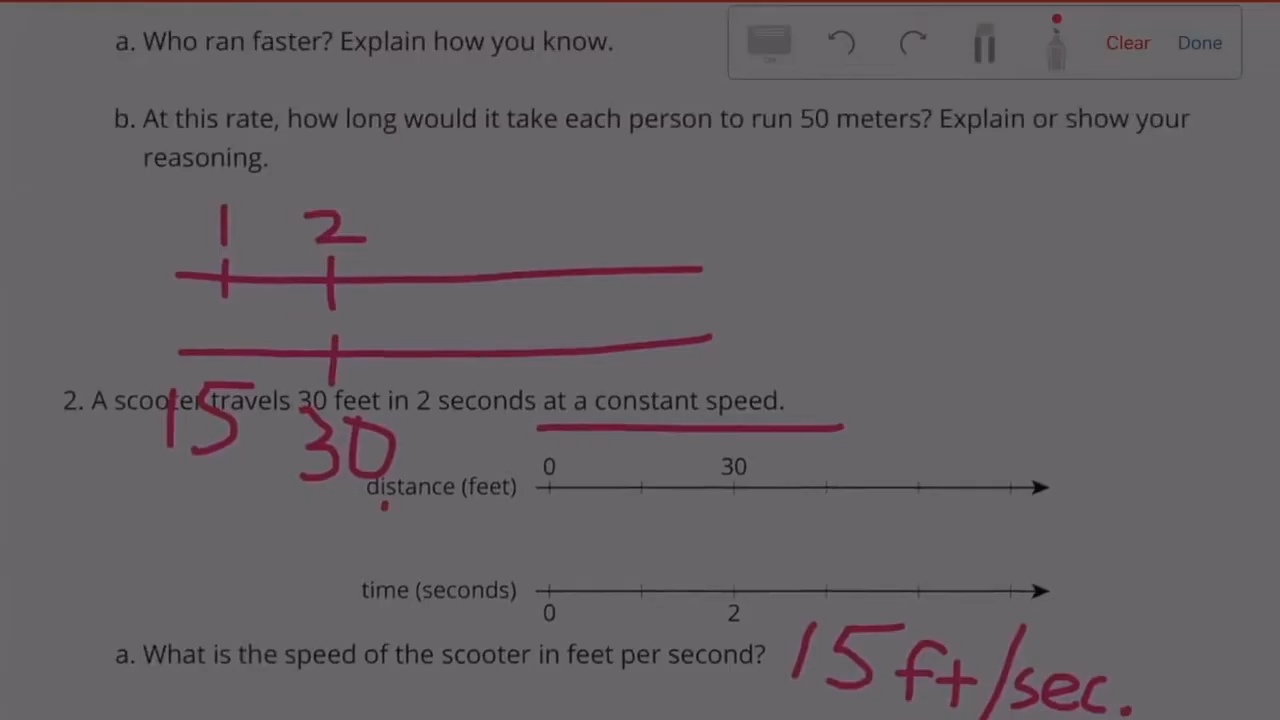 a. Who ran faster? Explain how you know.
Clear Done
b. At this rate, how long would it take each person to run 50 meters? Explain or show your
reasoning.
1 2
2. A scooter travels 30 feet in 2 seconds at a constant speed.
15 30
0 30
distance (feet)
time (seconds)
0 2
a. What is the speed of the scooter in feet per second?
15 ft/sec.